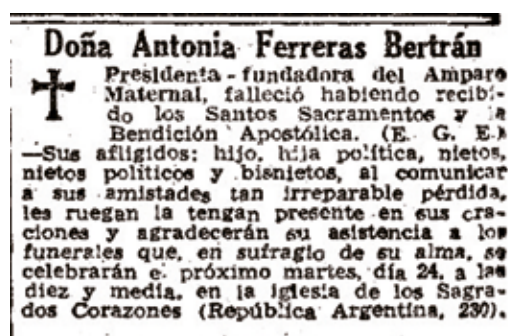 Doña Antonia Ferreras Bertrán
Presidenta-fundadora del Amparo
Maternal, falleció habiendo recibi-
do los Santos Sacramentos y la
Bendición Apostólica. (E. G. E.)
—Sus afligidos: hijo, hija política, nietos,
nietos políticos y bisnietos, al comunicar
a sus amistades tan irreparable pérdida,
les ruegan la tengan presente en sus ora-
ciones y agradecerán su asistencia a los
funerales que, en sufragio de su alma, se
celebrarán el próximo martes, día 24, a las
diez y media, en la iglesia de los Sagra-
dos Corazones (República Argentina, 230).